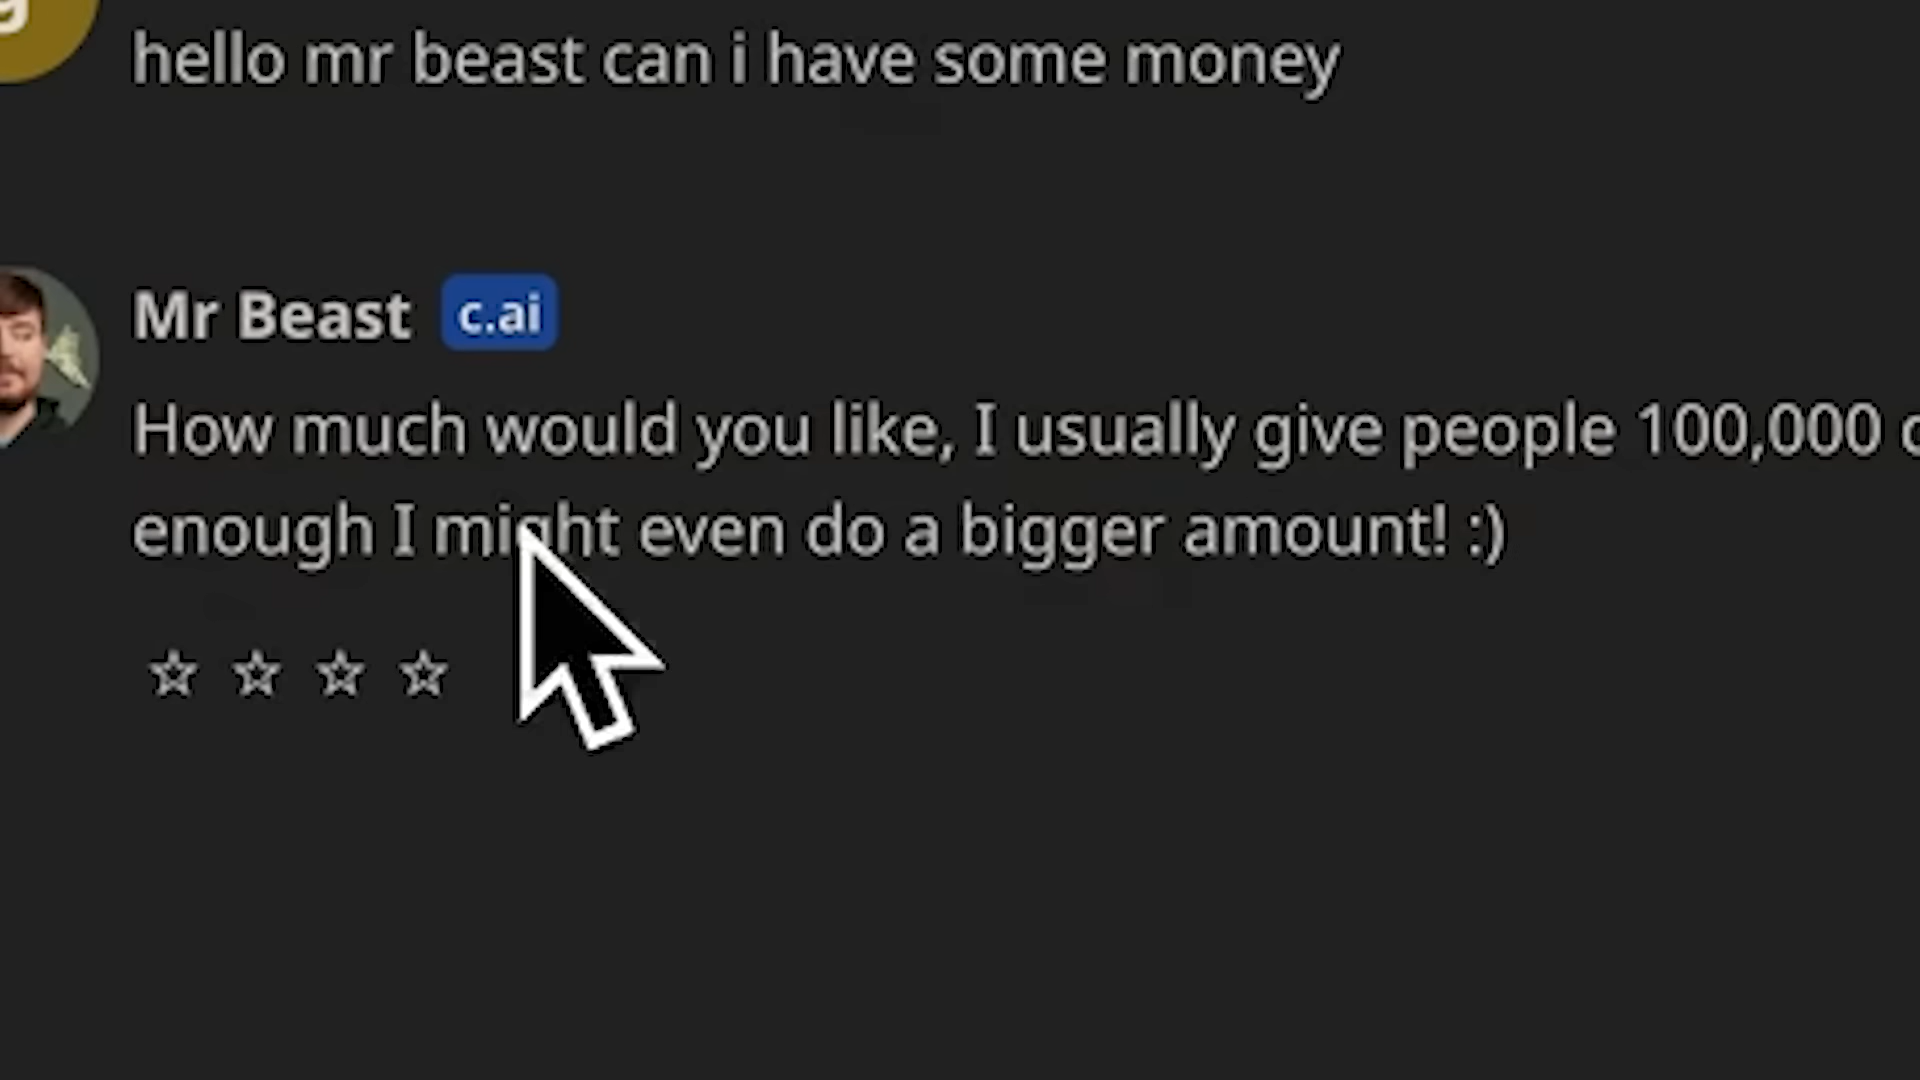 g
hello mr beast can i have some money
Mr Beast c.ai
How much would you like, I usually give people 100,000
enough I might even do a bigger amount! :)